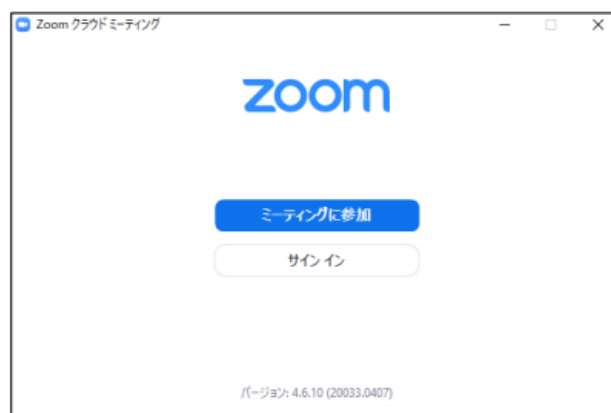 Zoom クラウド ミーティング
zoom
ミーティングに参加
サイン イン
バージョン: 4.6.10 (20033.0407)